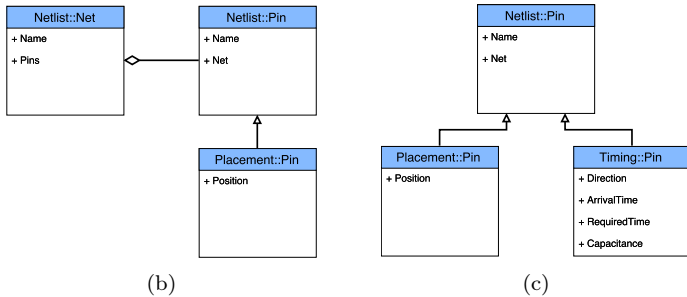 Netlist::Net
+ Name
+ Pins
Netlist::Pin
+ Name
+ Net
Placement::Pin
+ Position
(b)
Netlist::Pin
+ Name
+ Net
Placement::Pin
+ Position
Timing::Pin
+ Direction
+ ArrivalTime
+ RequiredTime
+ Capacitance
(c)